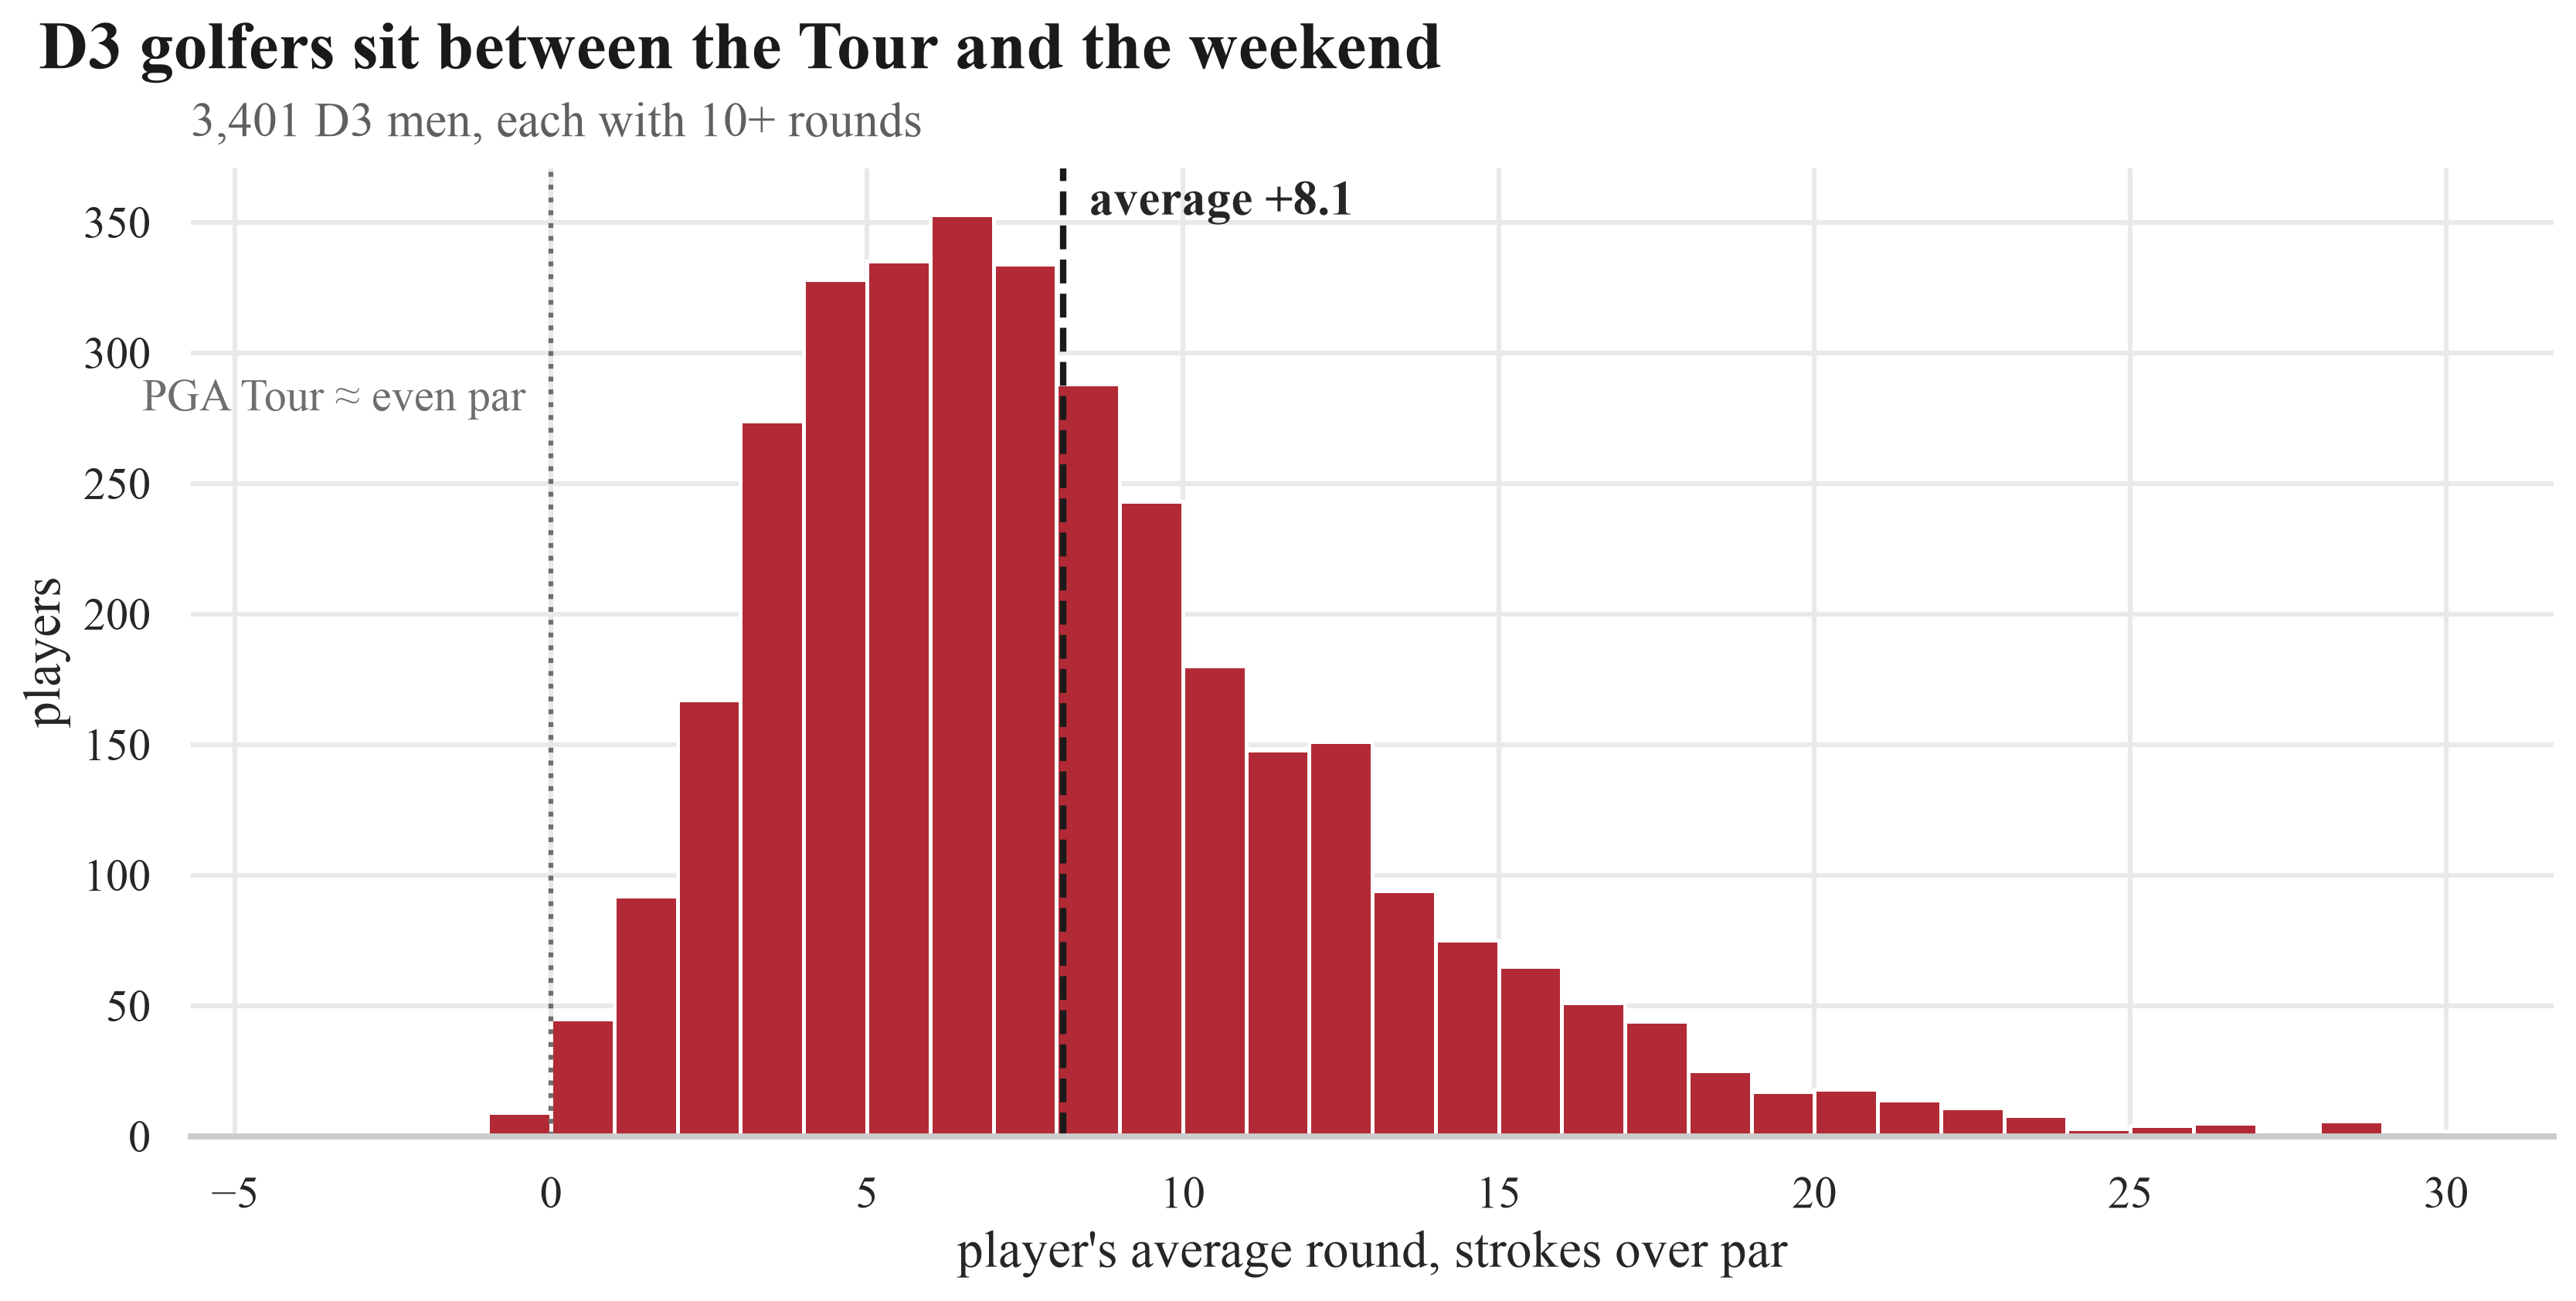 D3 golfers sit between the Tour and the weekend
3,401 D3 men, each with 10+ rounds
average +8.1
PGA Tour ≈ even par
players
350
300
250
200
150
100
50
0
−5 0 5 10 15 20 25 30
player's average round, strokes over par